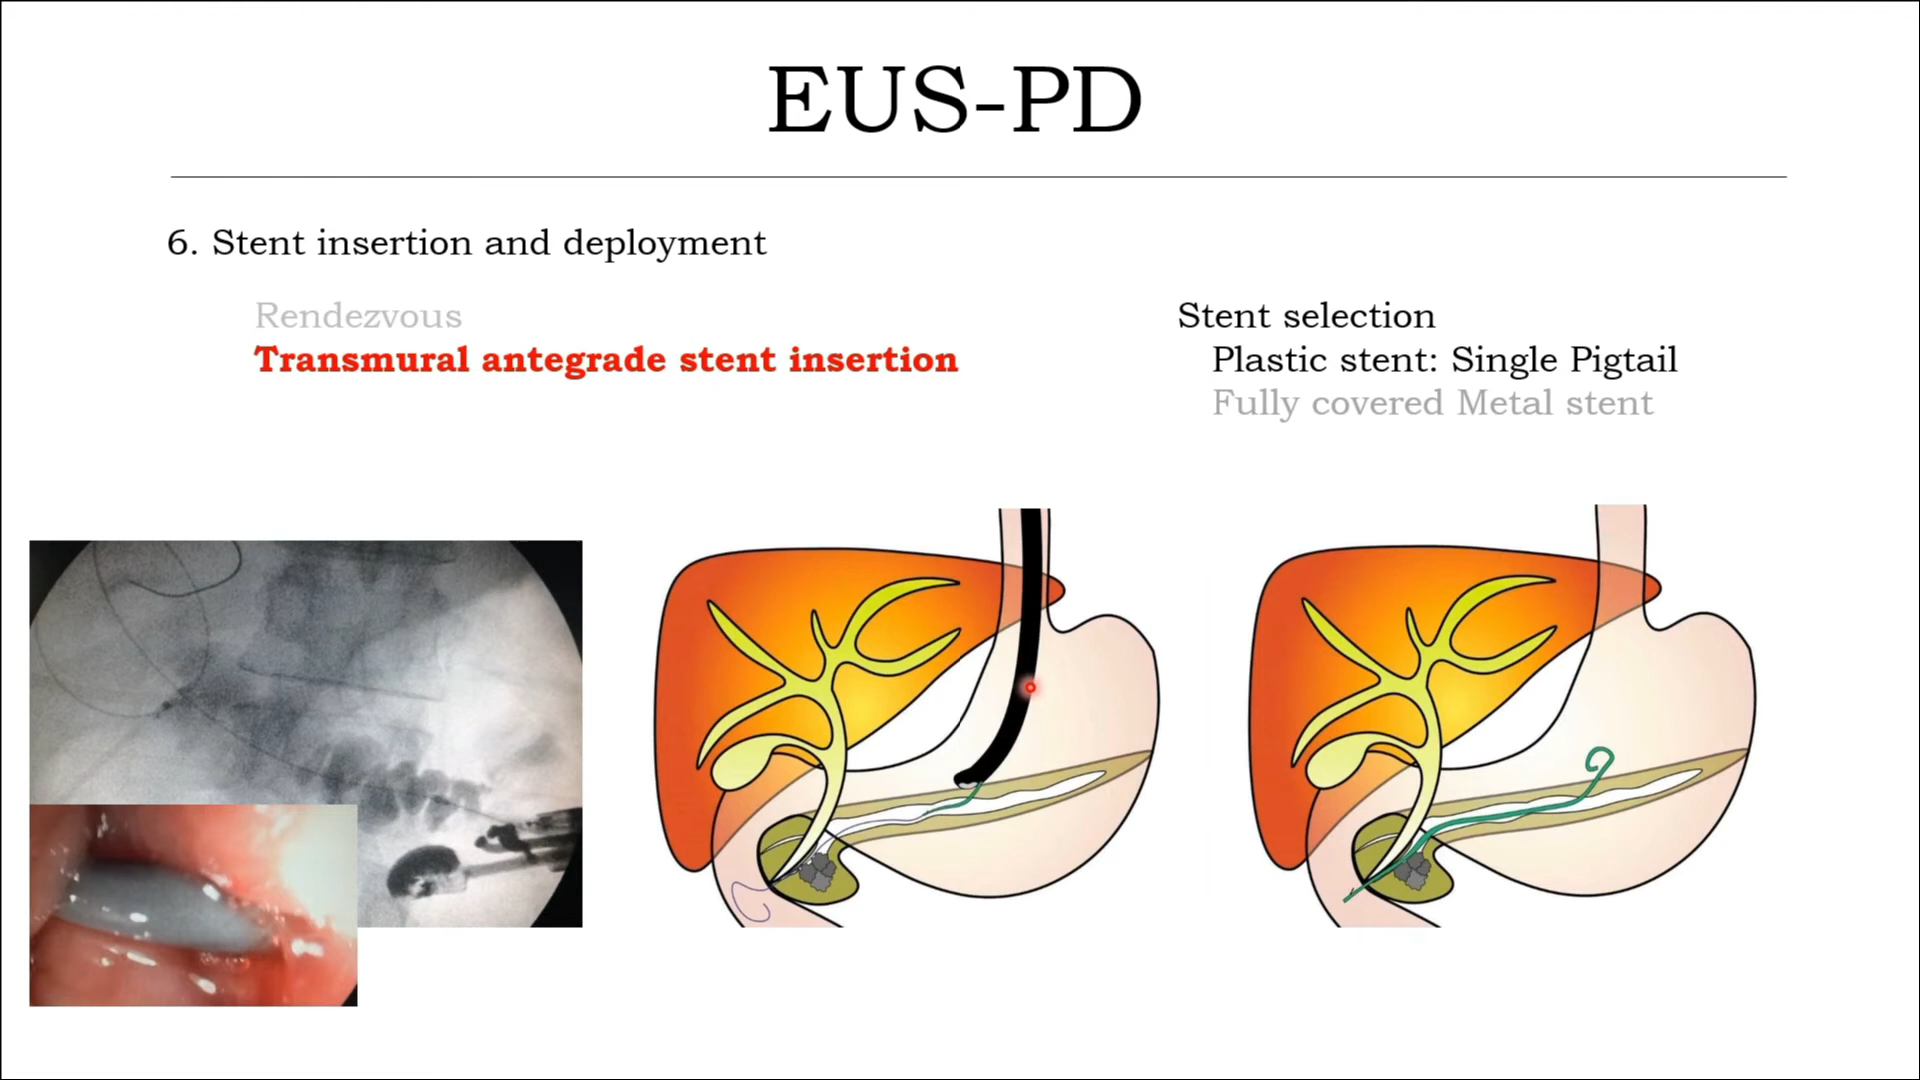 EUS-PD
6. Stent insertion and deployment
Rendezvous
Transmural antegrade stent insertion
Stent selection
Plastic stent: Single Pigtail
Fully covered Metal stent